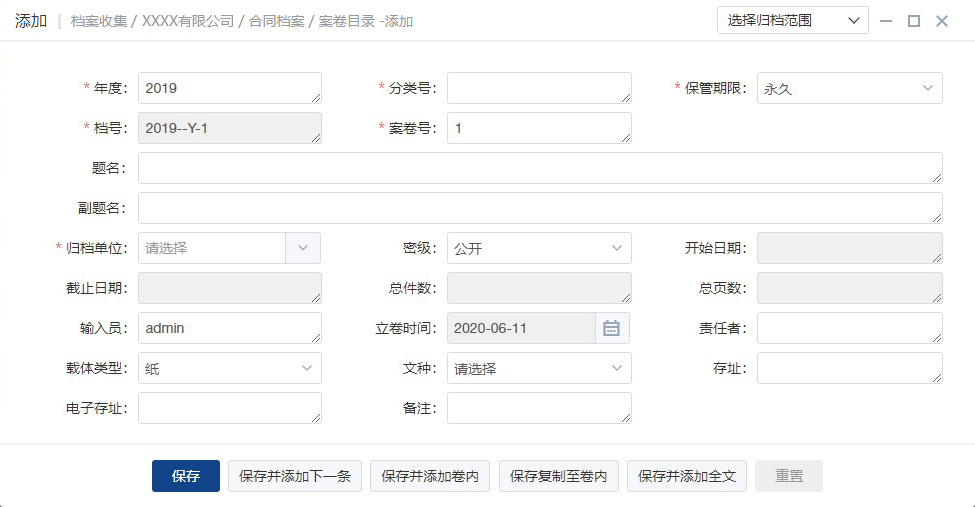 添加 | 档案收集 / XXXX有限公司 / 合同档案 / 案卷目录 -添加 选择归档范围
* 年度： 2019 * 分类号： * 保管期限： 永久
* 档号： 2019--Y-1 * 案卷号： 1
题名：
副题名：
* 归档单位： 请选择 密级： 公开 开始日期：
截止日期： 总件数： 总页数：
输入员： admin 立卷时间： 2020-06-11 责任者：
载体类型： 纸 文种： 请选择 存址：
电子存址： 备注：
保存 保存并添加下一条 保存并添加卷内 保存复制至卷内 保存并添加全文 重置